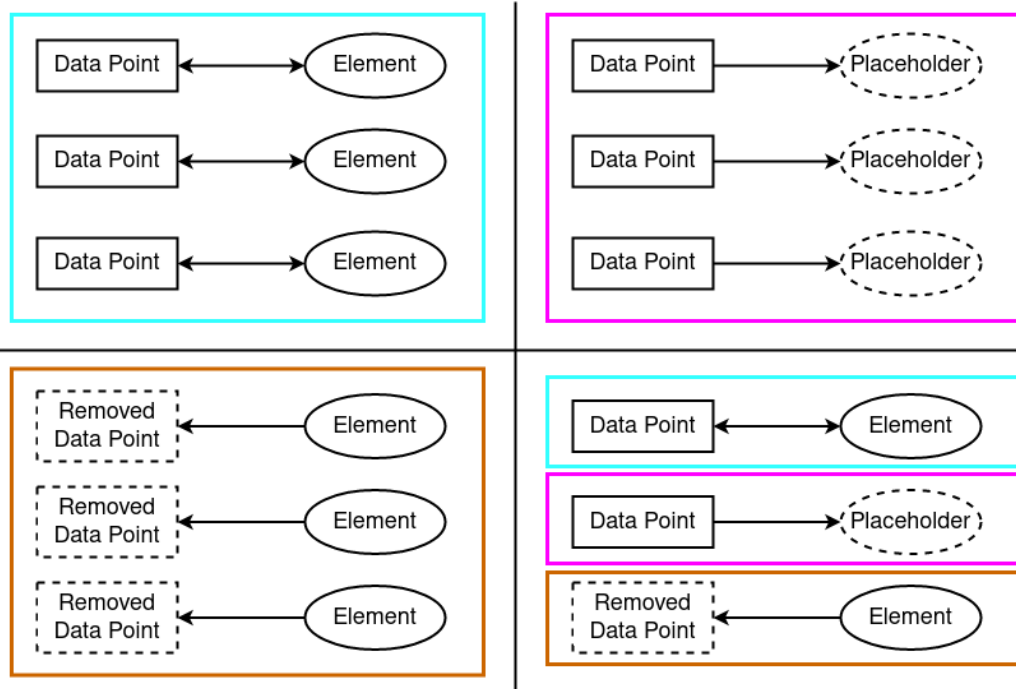 Data Point Element
Data Point Element
Data Point Element
Data Point Placeholder
Data Point Placeholder
Data Point Placeholder
Removed
Data Point Element
Removed
Data Point Element
Removed
Data Point Element
Data Point Element
Data Point Placeholder
Removed
Data Point Element